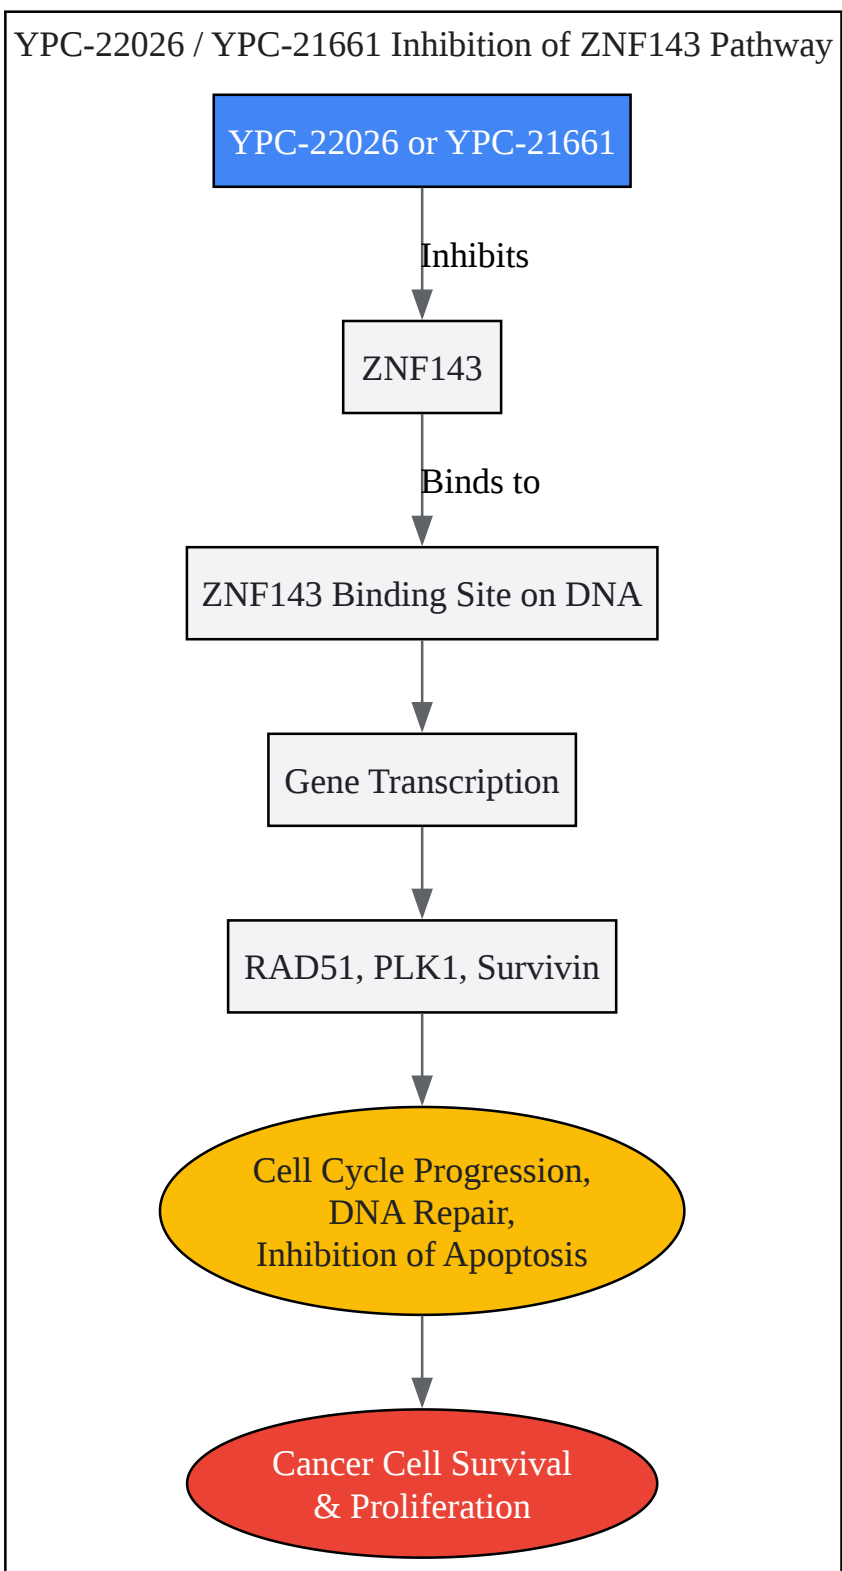 YPC-22026 / YPC-21661 Inhibition of ZNF143 Pathway
YPC-22026 or YPC-21661
Inhibits
ZNF143
Binds to
ZNF143 Binding Site on DNA
Gene Transcription
RAD51, PLK1, Survivin
Cell Cycle Progression,
DNA Repair,
Inhibition of Apoptosis
Cancer Cell Survival
& Proliferation